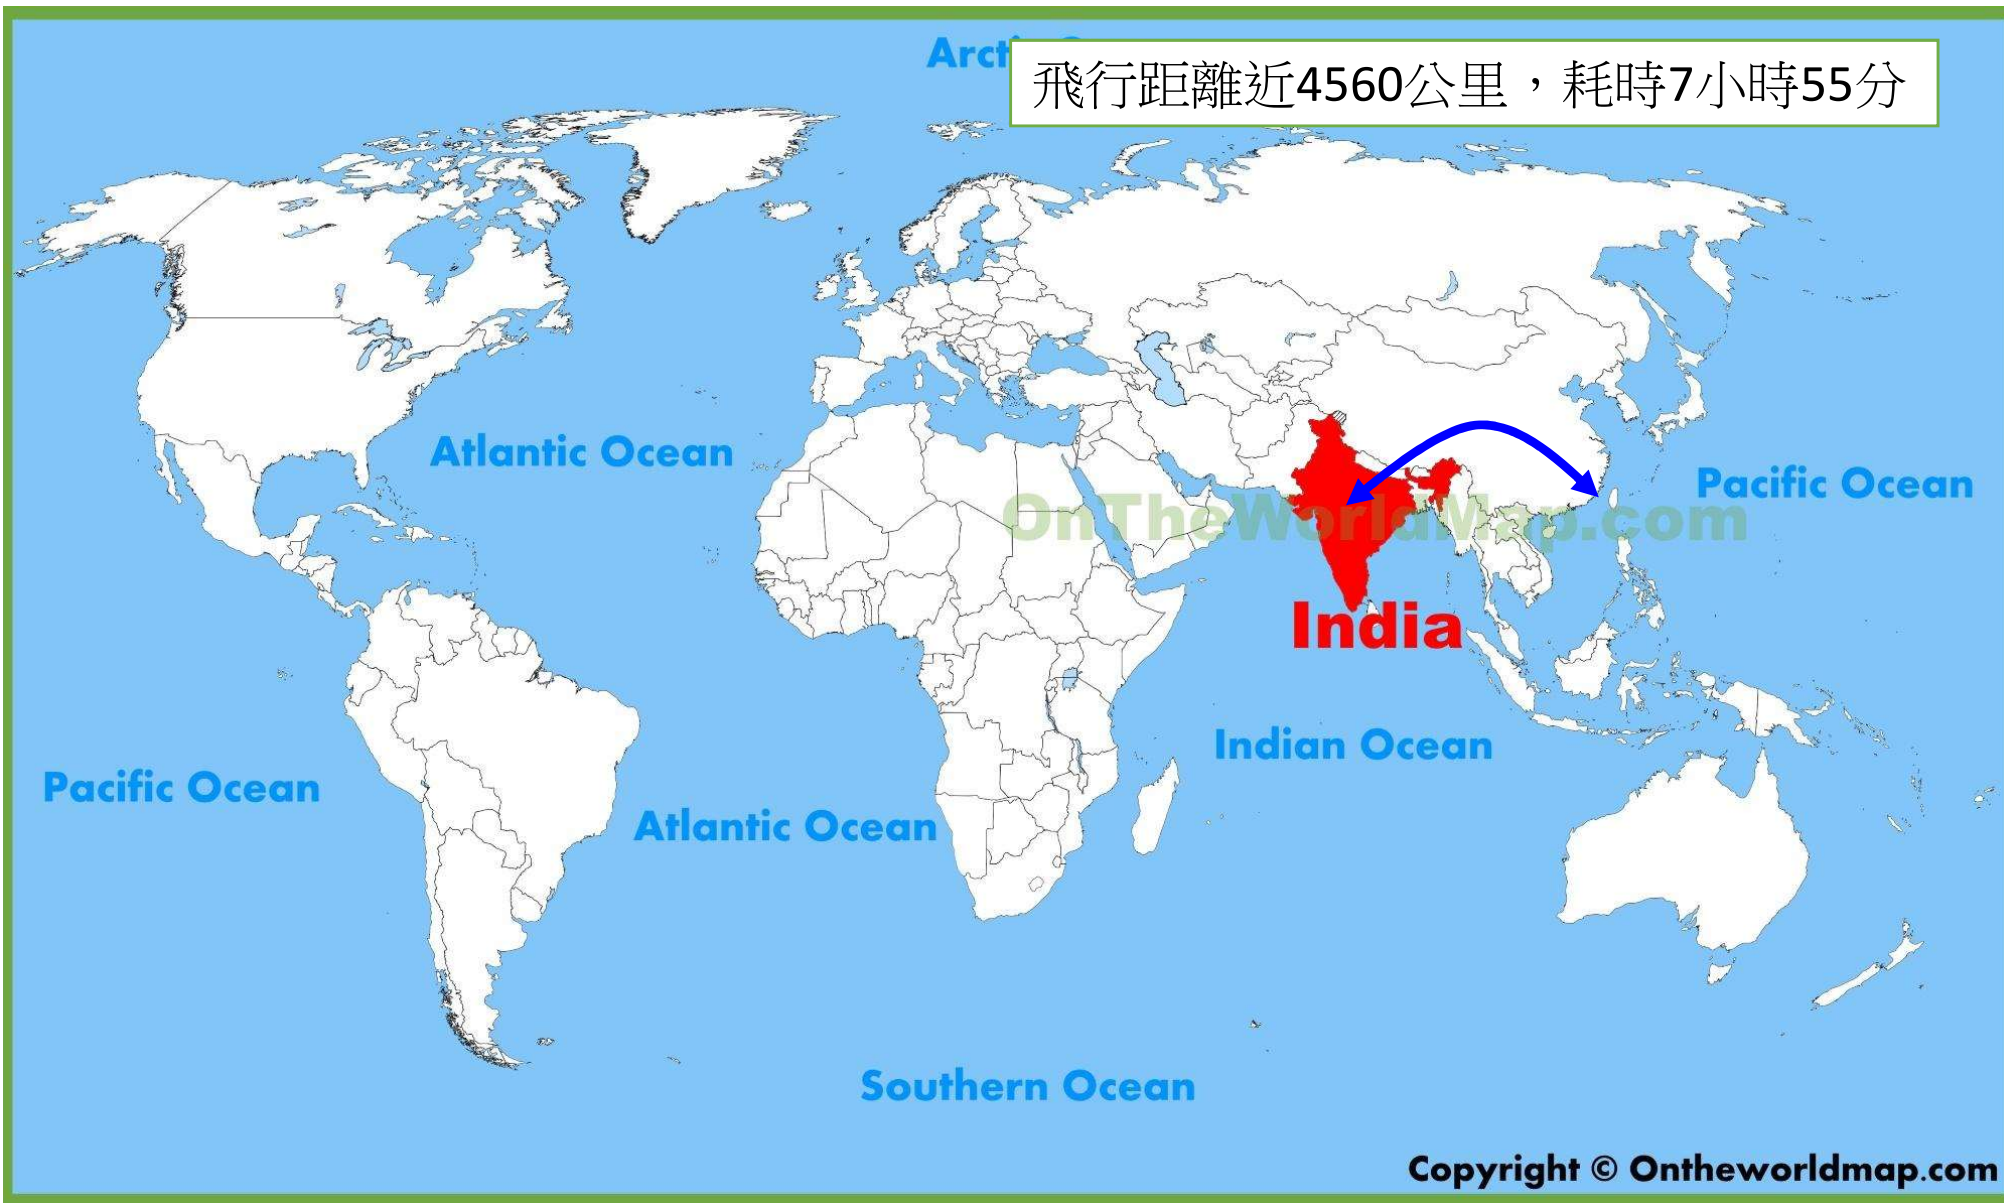 Arct
飛行距離近4560公里，耗時7小時55分
Atlantic Ocean
Pacific Ocean
OnTheWorldMap.com
India
Indian Ocean
Pacific Ocean
Atlantic Ocean
Southern Ocean
Copyright © Ontheworldmap.com